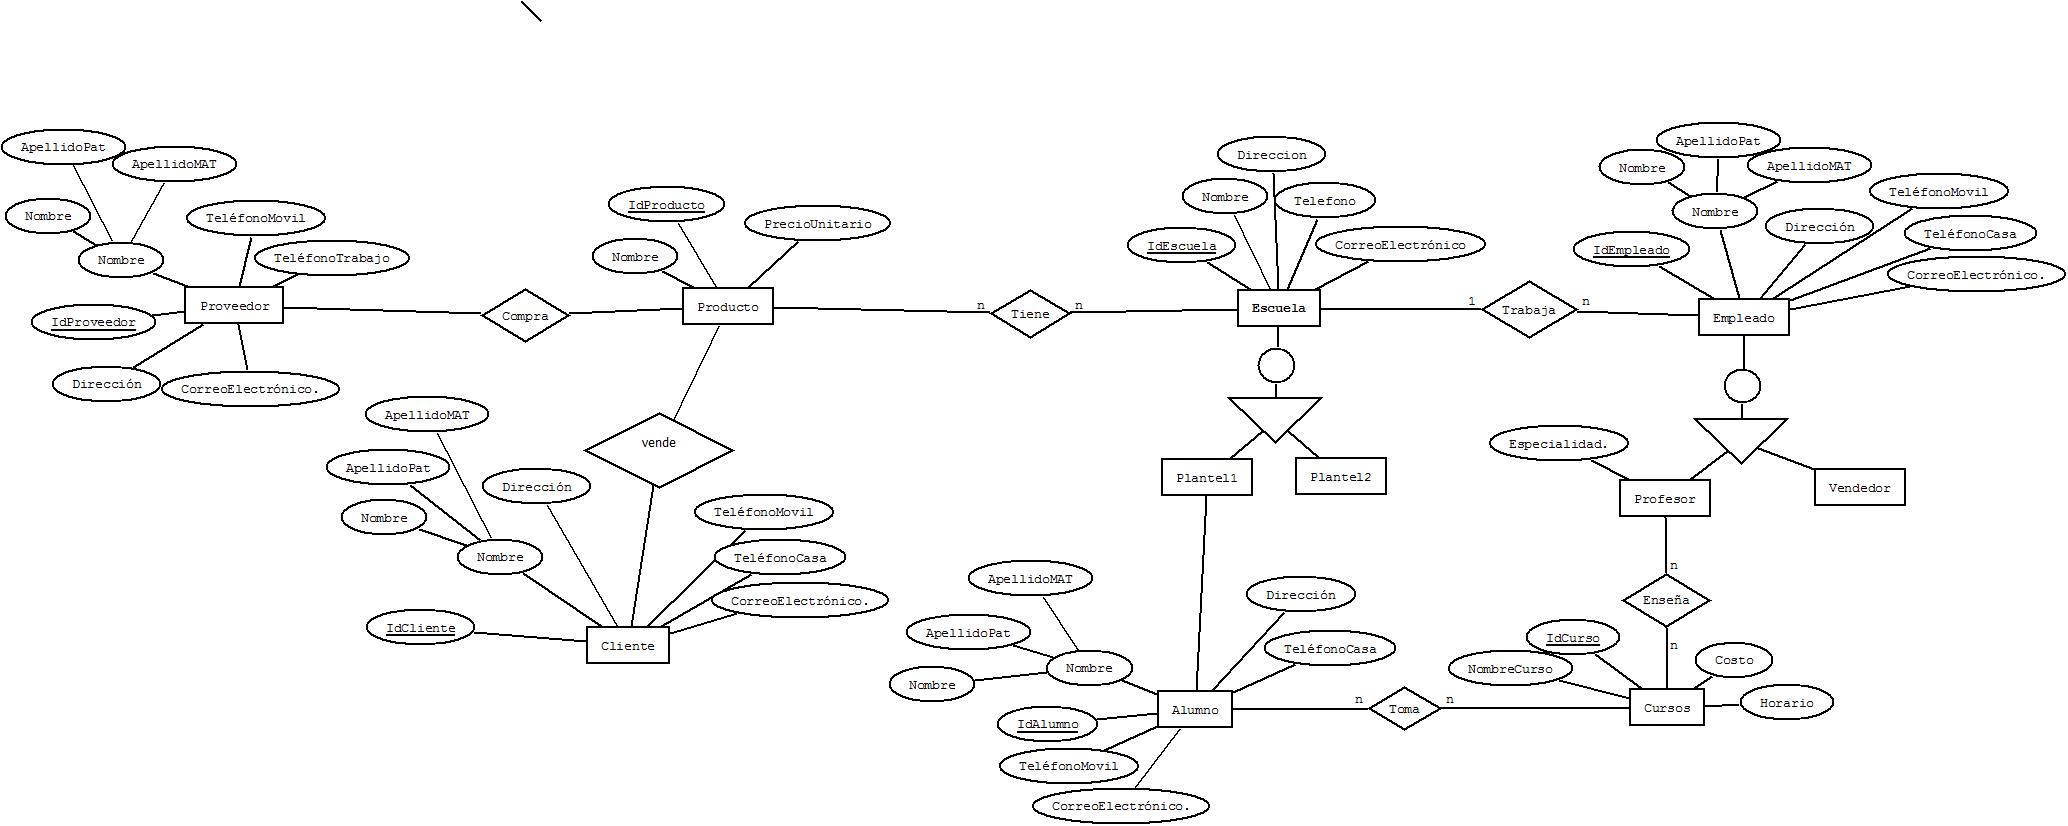 ApellidoPat
ApellidoMAT
Nombre
Nombre
TeléfonoMovil
TeléfonoTrabajo
Proveedor
IdProveedor
Dirección
CorreoElectrónico.
Compra
IdProducto
PrecioUnitario
Nombre
Producto
n
Tiene
n
Direccion
Nombre
Telefono
IdEscuela
CorreoElectrónico
Escuela
1
Trabaja
n
ApellidoPat
Nombre
ApellidoMAT
Nombre
TeléfonoMovil
Dirección
TeléfonoCasa
IdEmpleado
CorreoElectrónico.
Empleado
vende
ApellidoMAT
ApellidoPat
Dirección
Nombre
Nombre
TeléfonoMovil
TeléfonoCasa
CorreoElectrónico.
IdCliente
Cliente
Plantel1
Plantel2
Especialidad.
Profesor
Vendedor
n
Enseña
n
ApellidoMAT
Dirección
ApellidoPat
TeléfonoCasa
Nombre
Nombre
IdAlumno
Alumno
TeléfonoMovil
CorreoElectrónico.
n
Toma
n
IdCurso
NombreCurso
Costo
Horario
Cursos